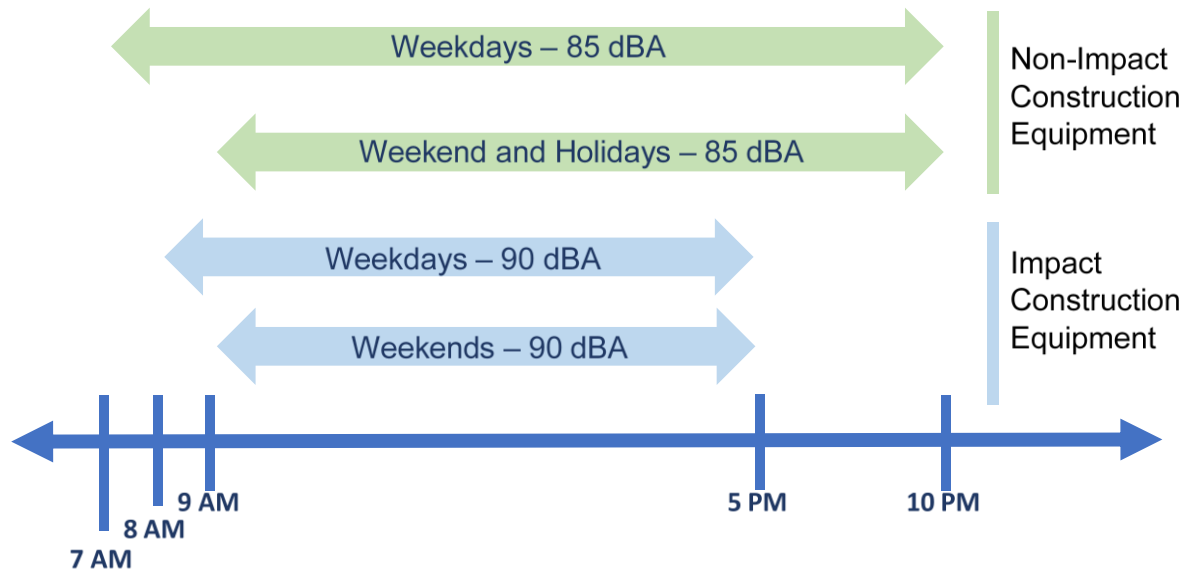 Weekdays – 85 dBA
Weekend and Holidays – 85 dBA
Non-Impact
Construction
Equipment
Weekdays – 90 dBA
Weekends – 90 dBA
Impact
Construction
Equipment
7 AM
8 AM
9 AM
5 PM
10 PM